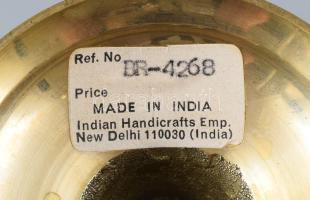 Ref. No BR-4268
Price
MADE IN INDIA
Indian Handicrafts Emp.
New Delhi 110030 (India)